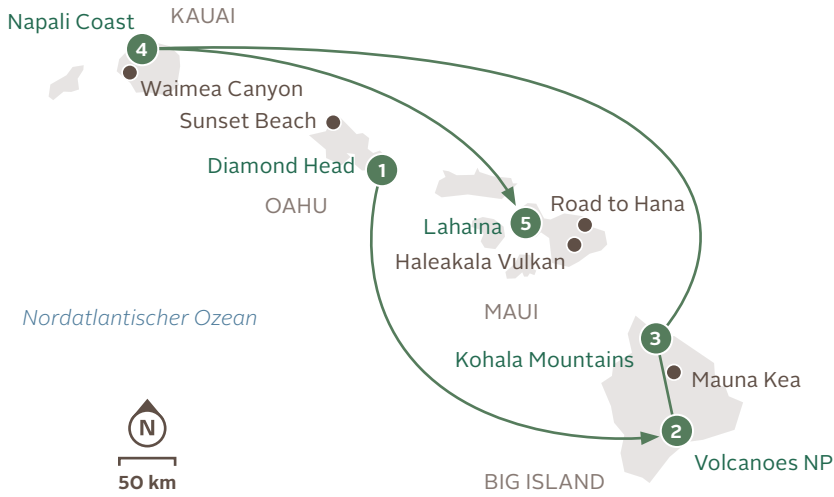 KAUAI
Napali Coast
4
Waimea Canyon
Sunset Beach
Diamond Head
1
OAHU
Road to Hana
Lahaina
5
Haleakala Vulkan
MAUI
Nordatlantischer Ozean
3
Kohala Mountains
Mauna Kea
2
Volcanoes NP
BIG ISLAND
N
50 km